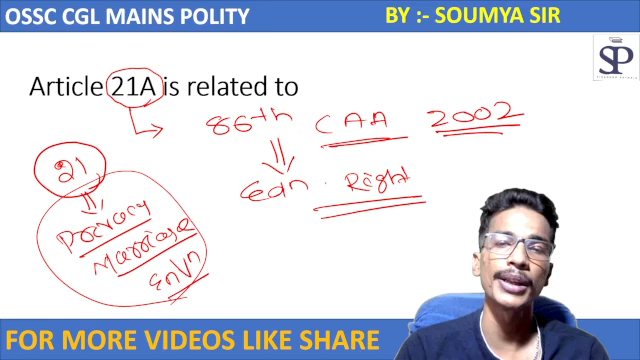 OSSC CGL MAINS POLITY
BY :- SOUMYA SIR
SP
Article 21A is related to
86th CAA 2002
Edn. Right
21
Privacy
Marriage
Envn
FOR MORE VIDEOS LIKE SHARE